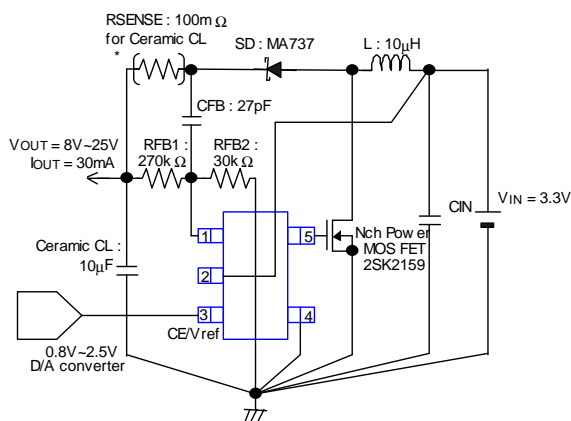 RSENSE : 100mΩ
for Ceramic CL
*
SD : MA737
L : 10μH
CFB : 27pF
VOUT = 8V~25V
IOUT = 30mA
RFB1 :
270kΩ
RFB2 :
30kΩ
CIN
VIN = 3.3V
1
5
Nch Power
MOS FET
2SK2159
2
Ceramic CL :
10μF
3
4
CE/Vref
0.8V~2.5V
D/A converter